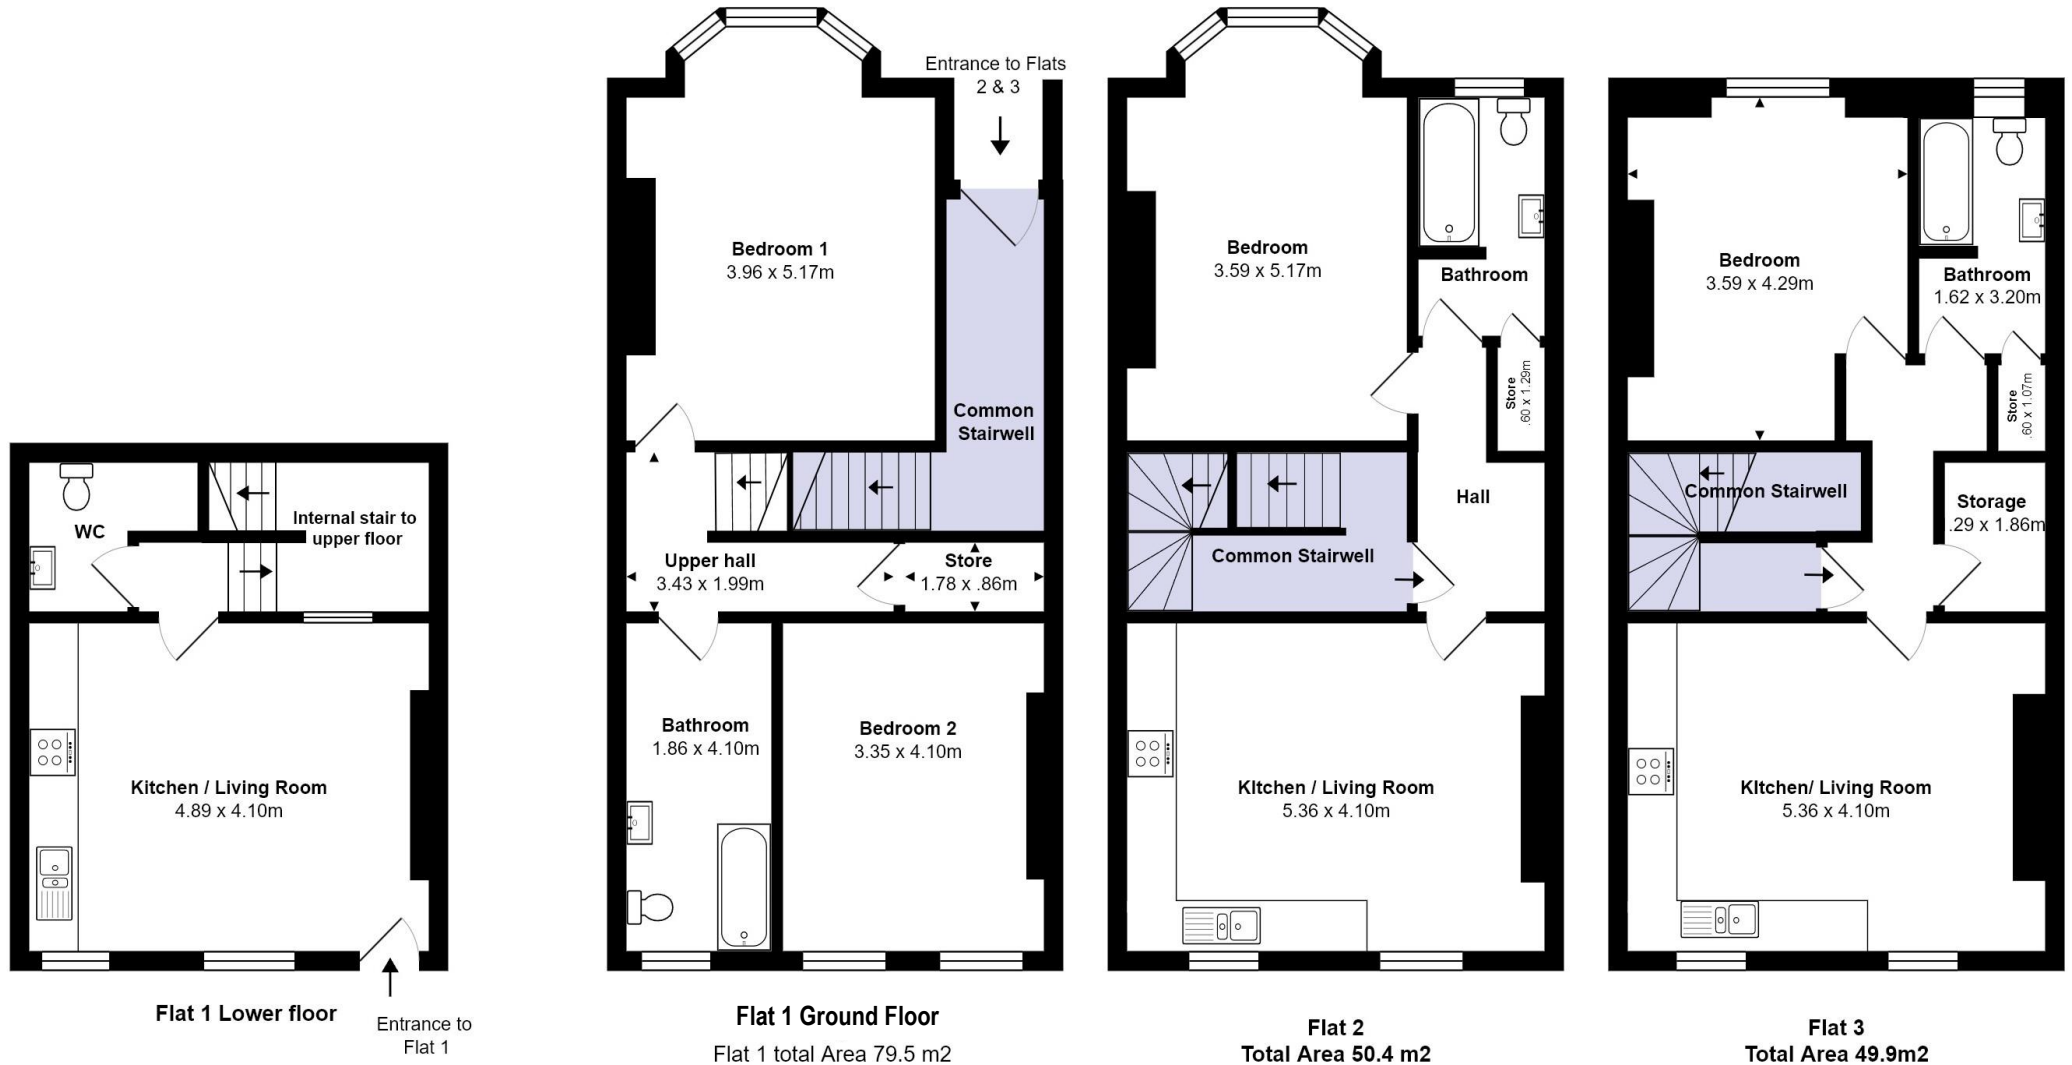 WC
Internal stair to
upper floor
Kitchen / Living Room
4.89 x 4.10m
Flat 1 Lower floor
Entrance to
Flat 1
Entrance to Flats
2 & 3
Bedroom 1
3.96 x 5.17m
Common
Stairwell
Upper hall
3.43 x 1.99m
Store
1.78 x .86m
Bathroom
1.86 x 4.10m
Bedroom 2
3.35 x 4.10m
Flat 1 Ground Floor
Flat 1 total Area 79.5 m2
Bedroom
3.59 x 5.17m
Bathroom
Store
.60 x 1.29m
Hall
Common Stairwell
KItchen / Living Room
5.36 x 4.10m
Flat 2
Total Area 50.4 m2
Bedroom
3.59 x 4.29m
Bathroom
1.62 x 3.20m
Store
.60 x 1.07m
Common Stairwell
Storage
.29 x 1.86m
KItchen/ Living Room
5.36 x 4.10m
Flat 3
Total Area 49.9m2